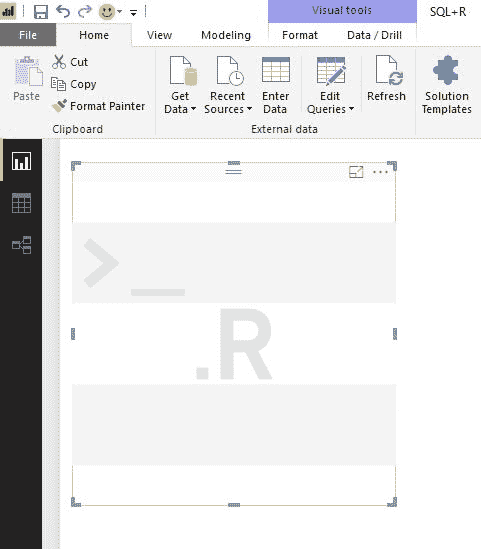 Visual tools SQL+R
File Home View Modeling Format Data / Drill
Paste
Cut
Copy
Format Painter
Clipboard
Get Data
Recent Sources
Enter Data
Edit Queries
Refresh
External data
Solution Templates
>_
.R